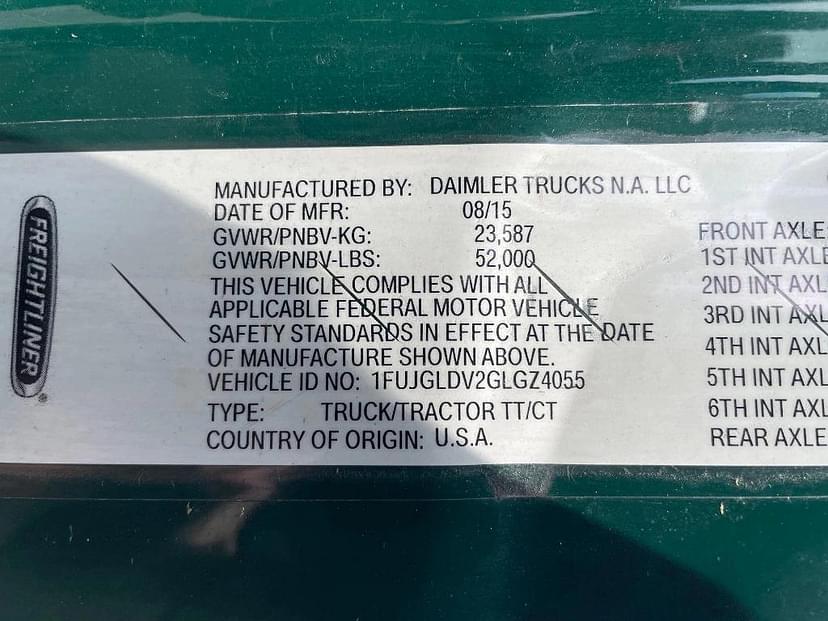 FREIGHTLINER®
MANUFACTURED BY: DAIMLER TRUCKS N.A. LLC
DATE OF MFR: 08/15
GVWR/PNBV-KG: 23,587
GVWR/PNBV-LBS: 52,000
THIS VEHICLE COMPLIES WITH ALL
APPLICABLE FEDERAL MOTOR VEHICLE
SAFETY STANDARDS IN EFFECT AT THE DATE
OF MANUFACTURE SHOWN ABOVE.
VEHICLE ID NO: 1FUJGLDV2GLGZ4055
TYPE: TRUCK/TRACTOR TT/CT
COUNTRY OF ORIGIN: U.S.A.
FRONT AXLE:
1ST INT AXLE
2ND INT AXL
3RD INT AXL
4TH INT AXL
5TH INT AXL
6TH INT AXL
REAR AXLE